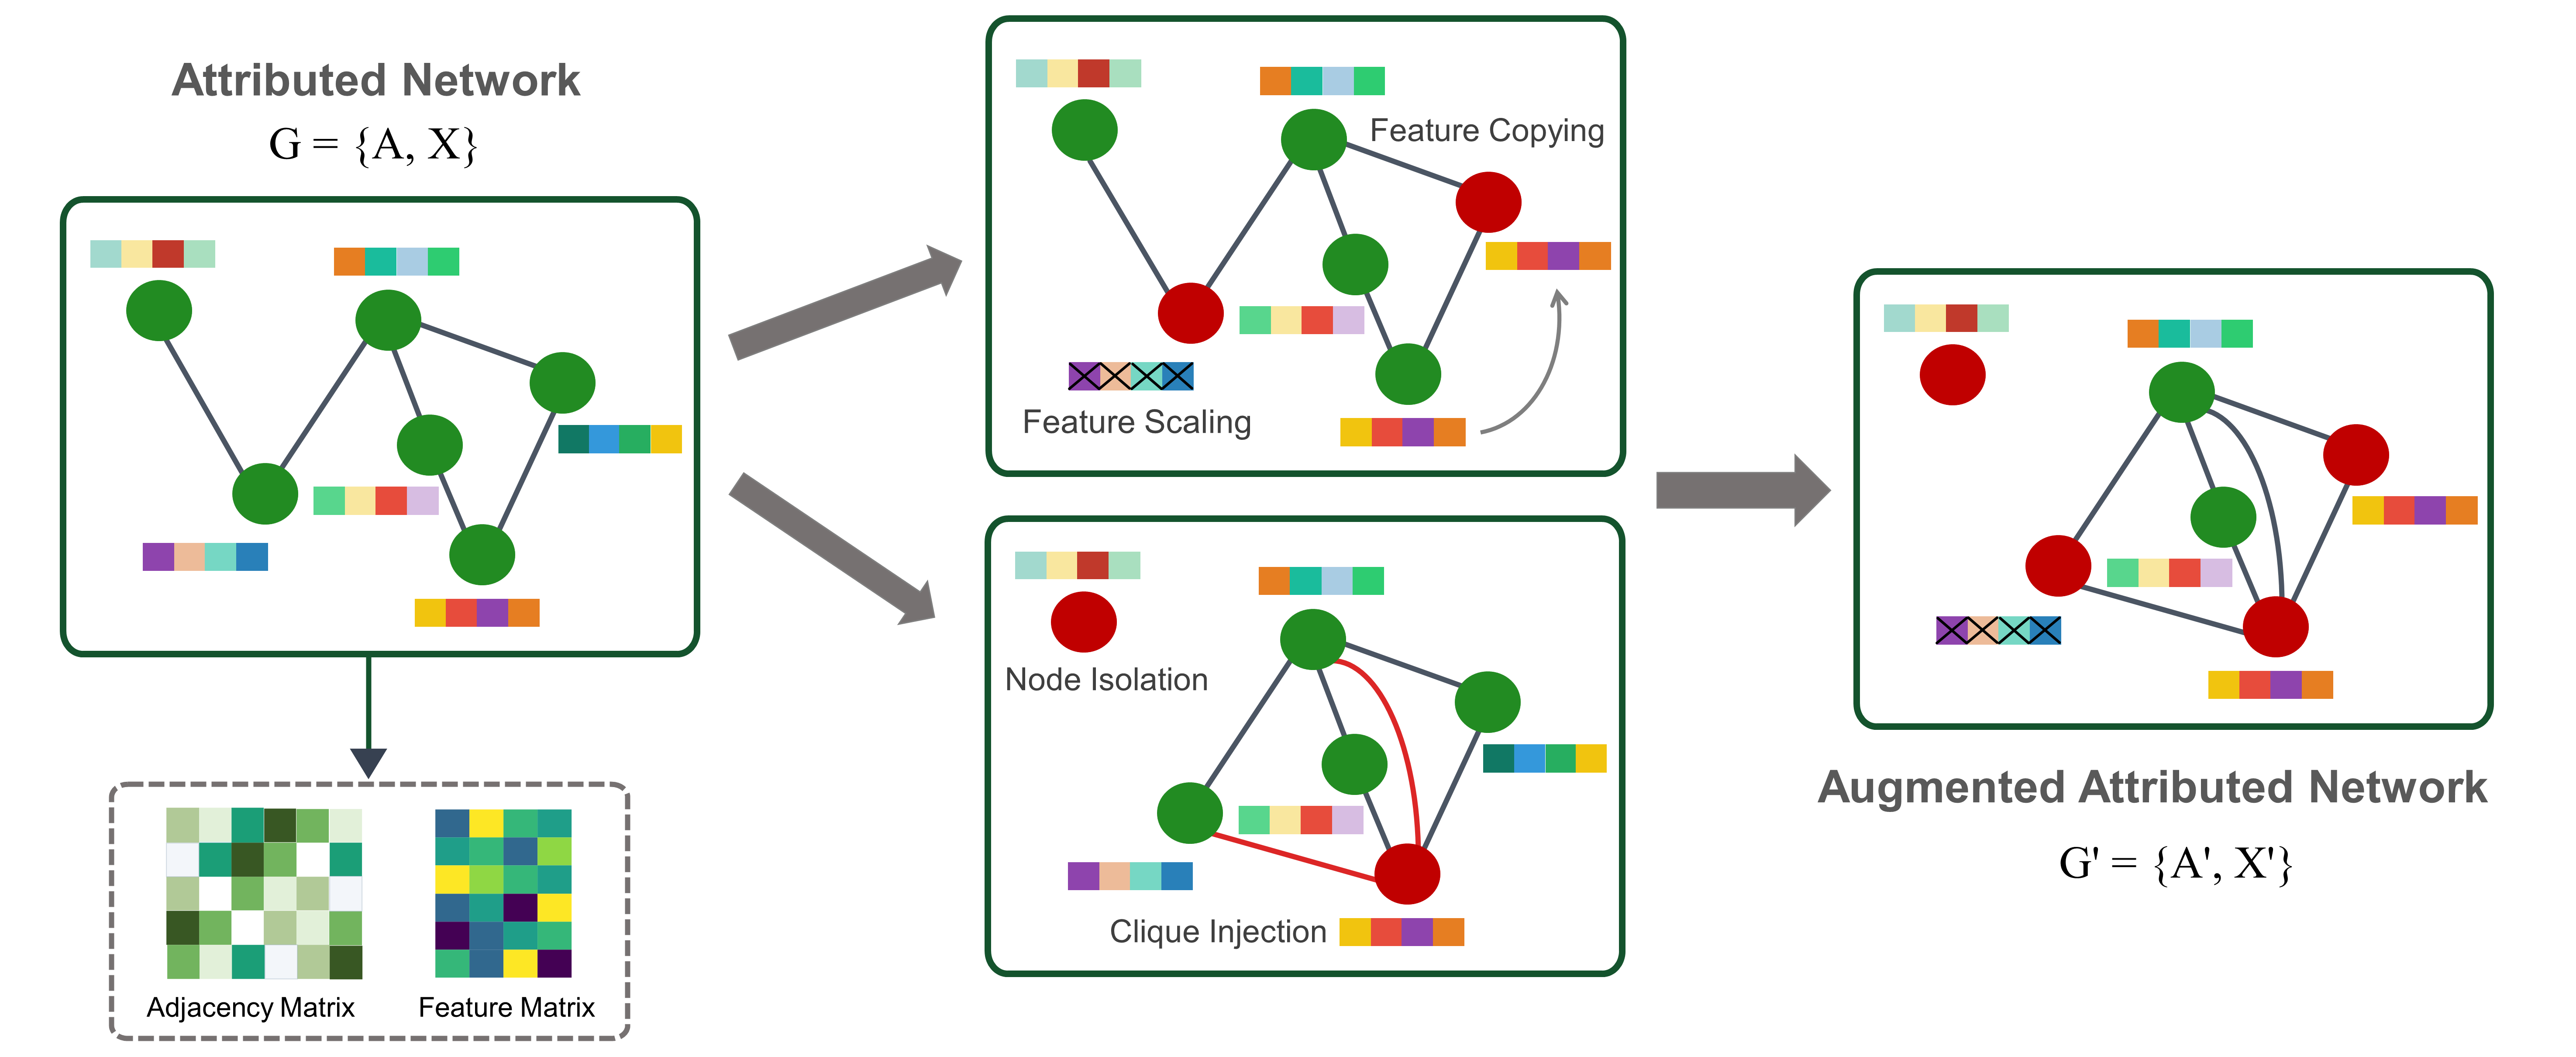 Attributed Network
G = {A, X}
Adjacency Matrix
Feature Matrix
Feature Copying
Feature Scaling
Node Isolation
Clique Injection
Augmented Attributed Network
G' = {A', X'}